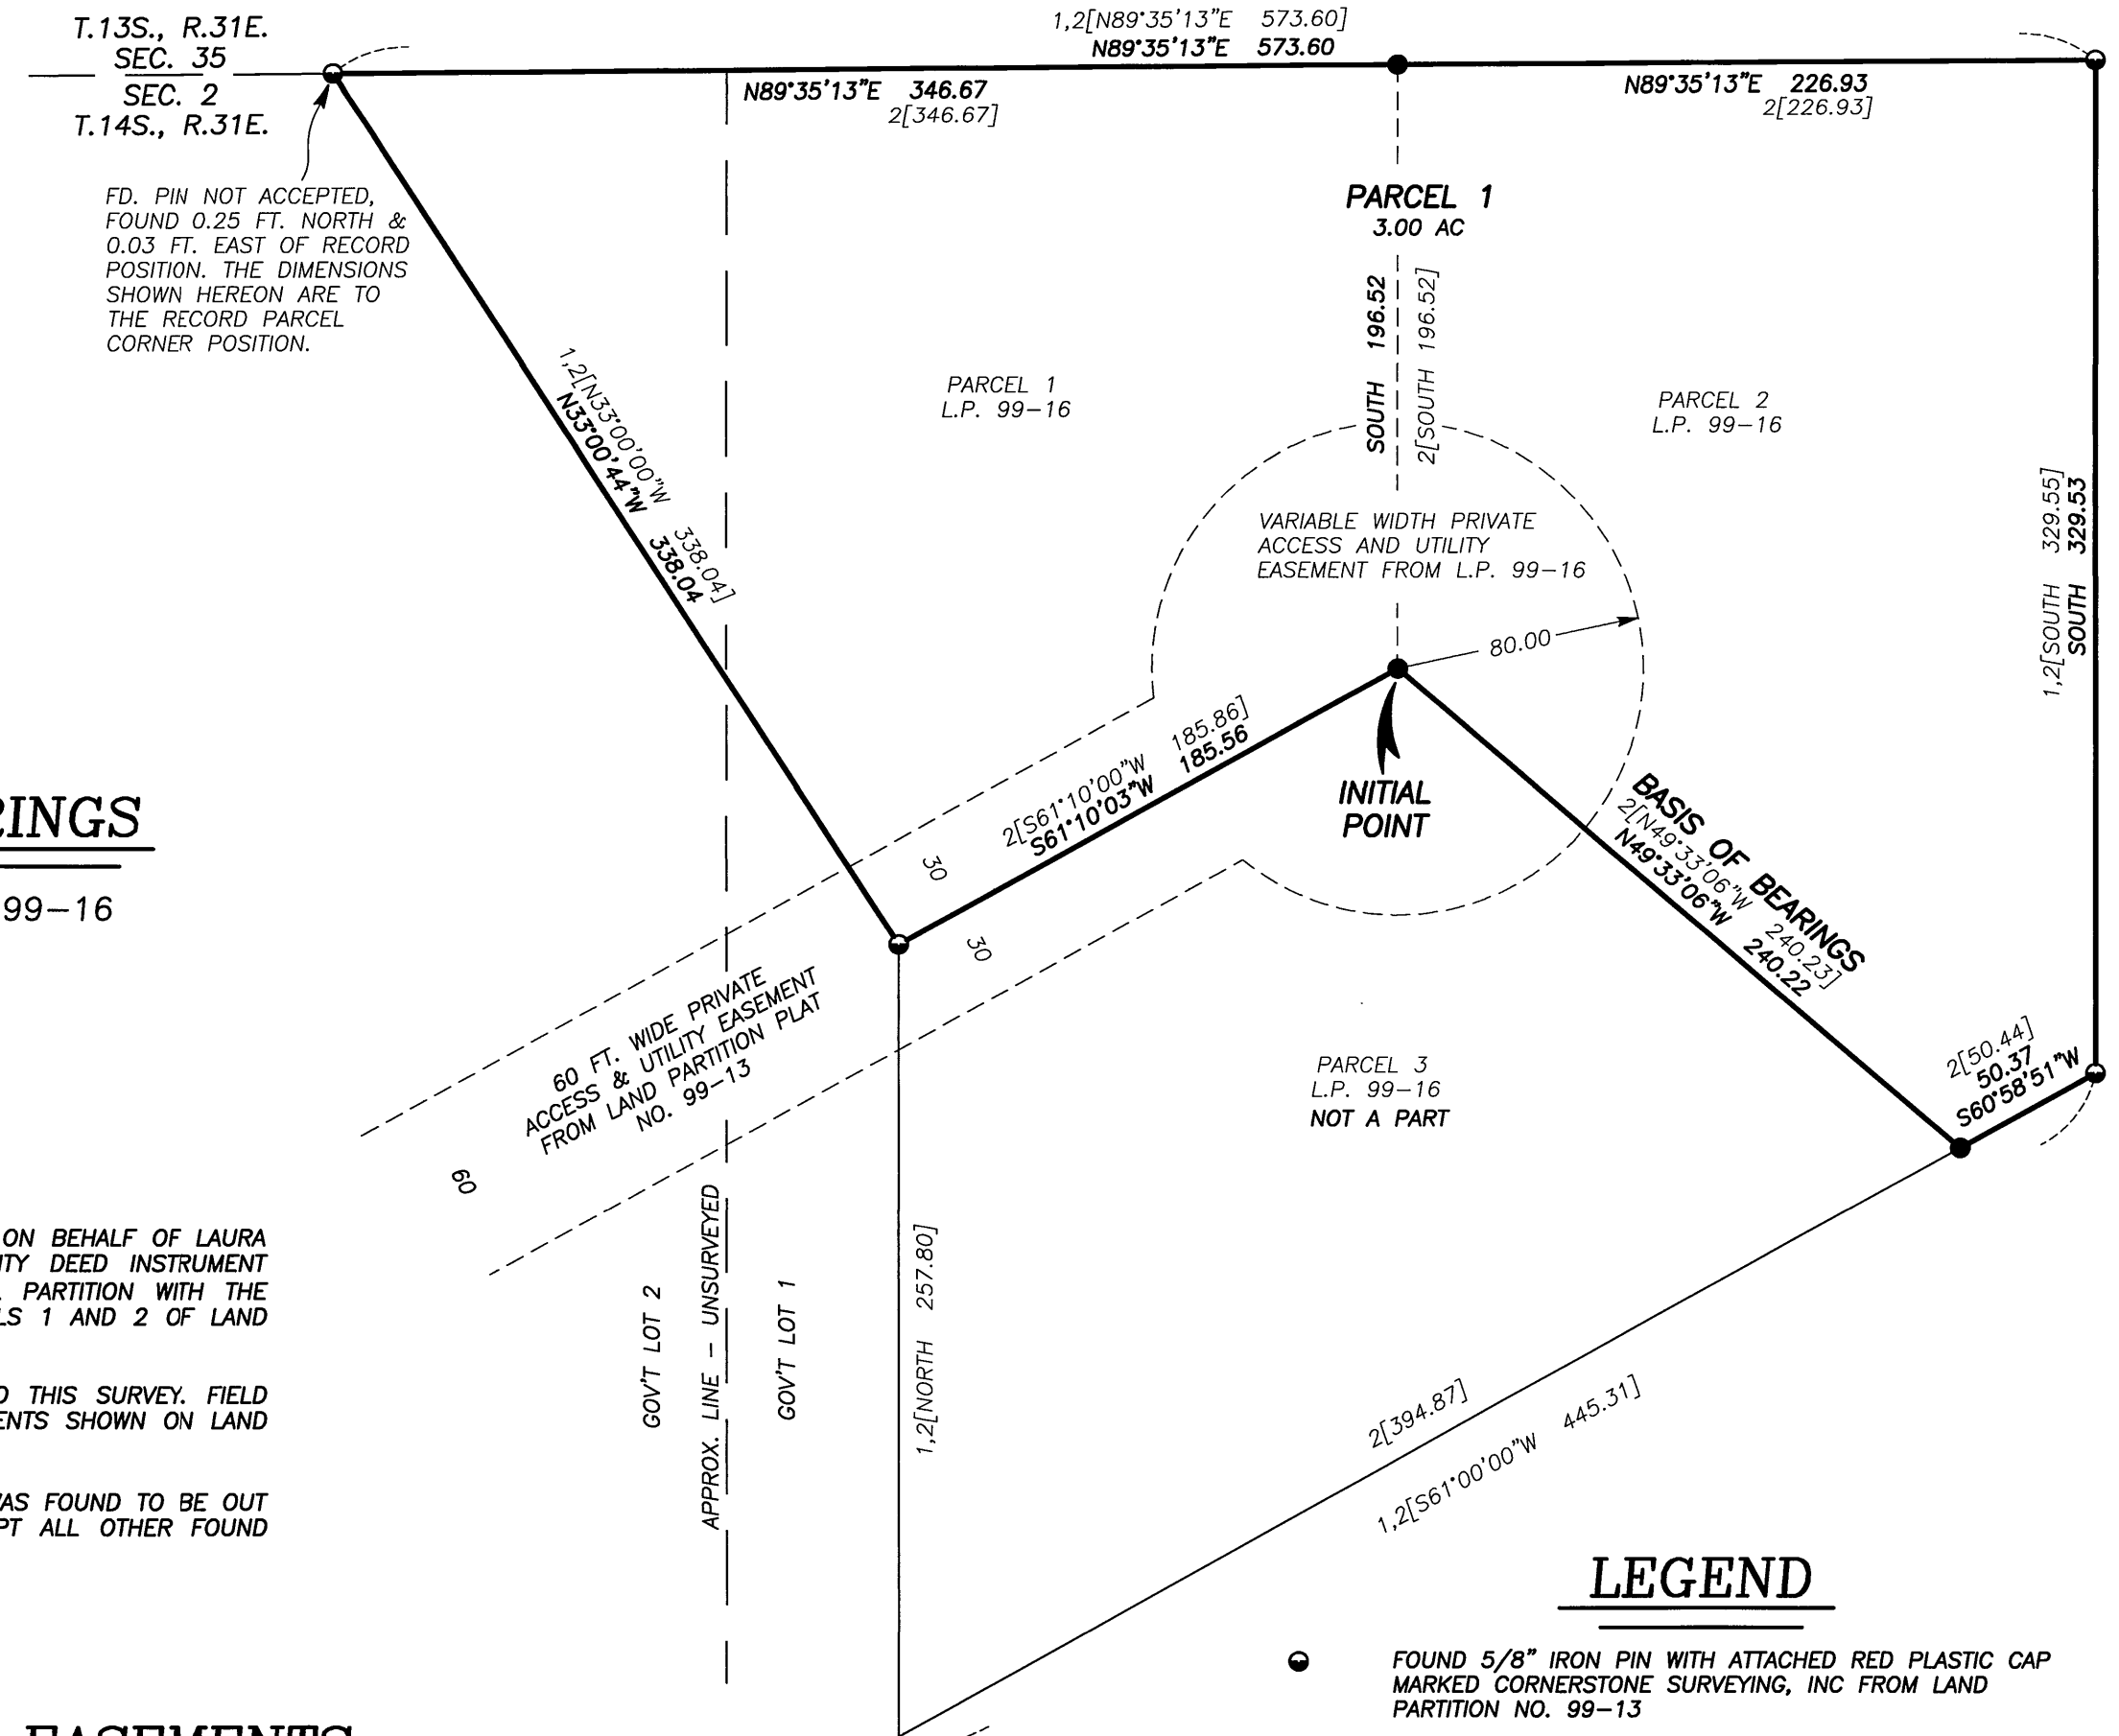 T.13S., R.31E.
SEC. 35
SEC. 2
T.14S., R.31E.
1,2[N89°35'13"E 573.60]
N89°35'13"E 573.60
N89°35'13"E 346.67
2[346.67]
N89°35'13"E 226.93
2[226.93]
FD. PIN NOT ACCEPTED,
FOUND 0.25 FT. NORTH &
0.03 FT. EAST OF RECORD
POSITION. THE DIMENSIONS
SHOWN HEREON ARE TO
THE RECORD PARCEL
CORNER POSITION.
PARCEL 1
3.00 AC
SOUTH 196.52
2[SOUTH 196.52]
1,2[N33°00'00"W 338.04]
N33°00'44"W 338.04
PARCEL 1
L.P. 99-16
PARCEL 2
L.P. 99-16
VARIABLE WIDTH PRIVATE
ACCESS AND UTILITY
EASEMENT FROM L.P. 99-16
80.00
1,2[SOUTH 329.55]
SOUTH 329.53
2[S61°10'00"W 185.86]
S61°10'03"W 185.56
30
30
INITIAL
POINT
BASIS OF BEARINGS
2[N49°33'06"W 240.23]
N49°33'06"W 240.22
2[50.44]
50.37
S60°58'51"W
RINGS
99-16
60 FT. WIDE PRIVATE
ACCESS & UTILITY EASEMENT
FROM LAND PARTITION PLAT
NO. 99-13
60
PARCEL 3
L.P. 99-16
NOT A PART
ON BEHALF OF LAURA
ITY DEED INSTRUMENT
PARTITION WITH THE
LS 1 AND 2 OF LAND
THIS SURVEY. FIELD
ENTS SHOWN ON LAND
WAS FOUND TO BE OUT
PT ALL OTHER FOUND
GOV'T LOT 2
APPROX. LINE - UNSURVEYED
GOV'T LOT 1
1,2[NORTH 257.80]
2[394.87]
1,2[S61°00'00"W 445.31]
LEGEND
FOUND 5/8" IRON PIN WITH ATTACHED RED PLASTIC CAP
MARKED CORNERSTONE SURVEYING, INC FROM LAND
PARTITION NO. 99-13
EASEMENTS